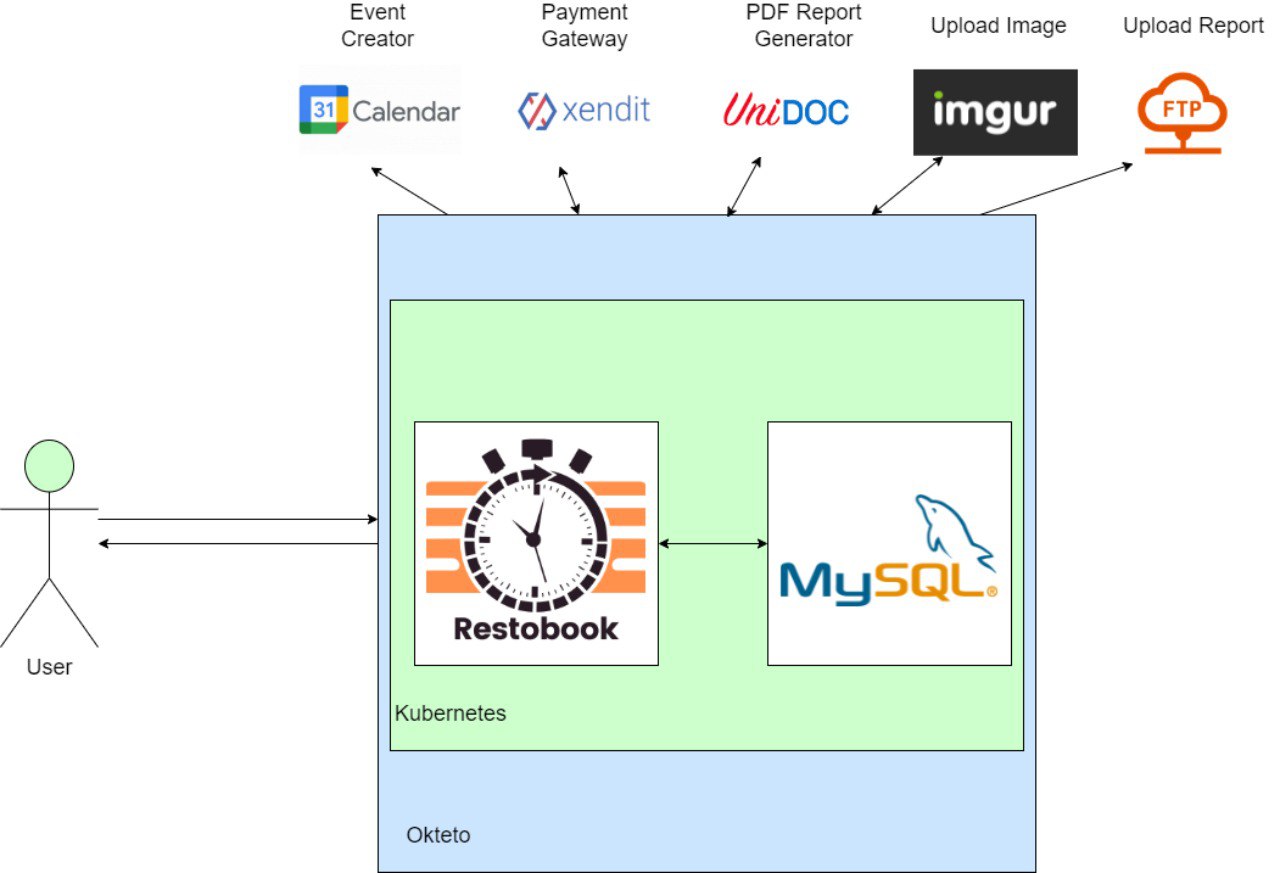 Event
Creator
Payment
Gateway
PDF Report
Generator
Upload Image
Upload Report
31 Calendar
xendit
UniDOC
imgur
FTP
Restobook
MySQL®
User
Kubernetes
Okteto